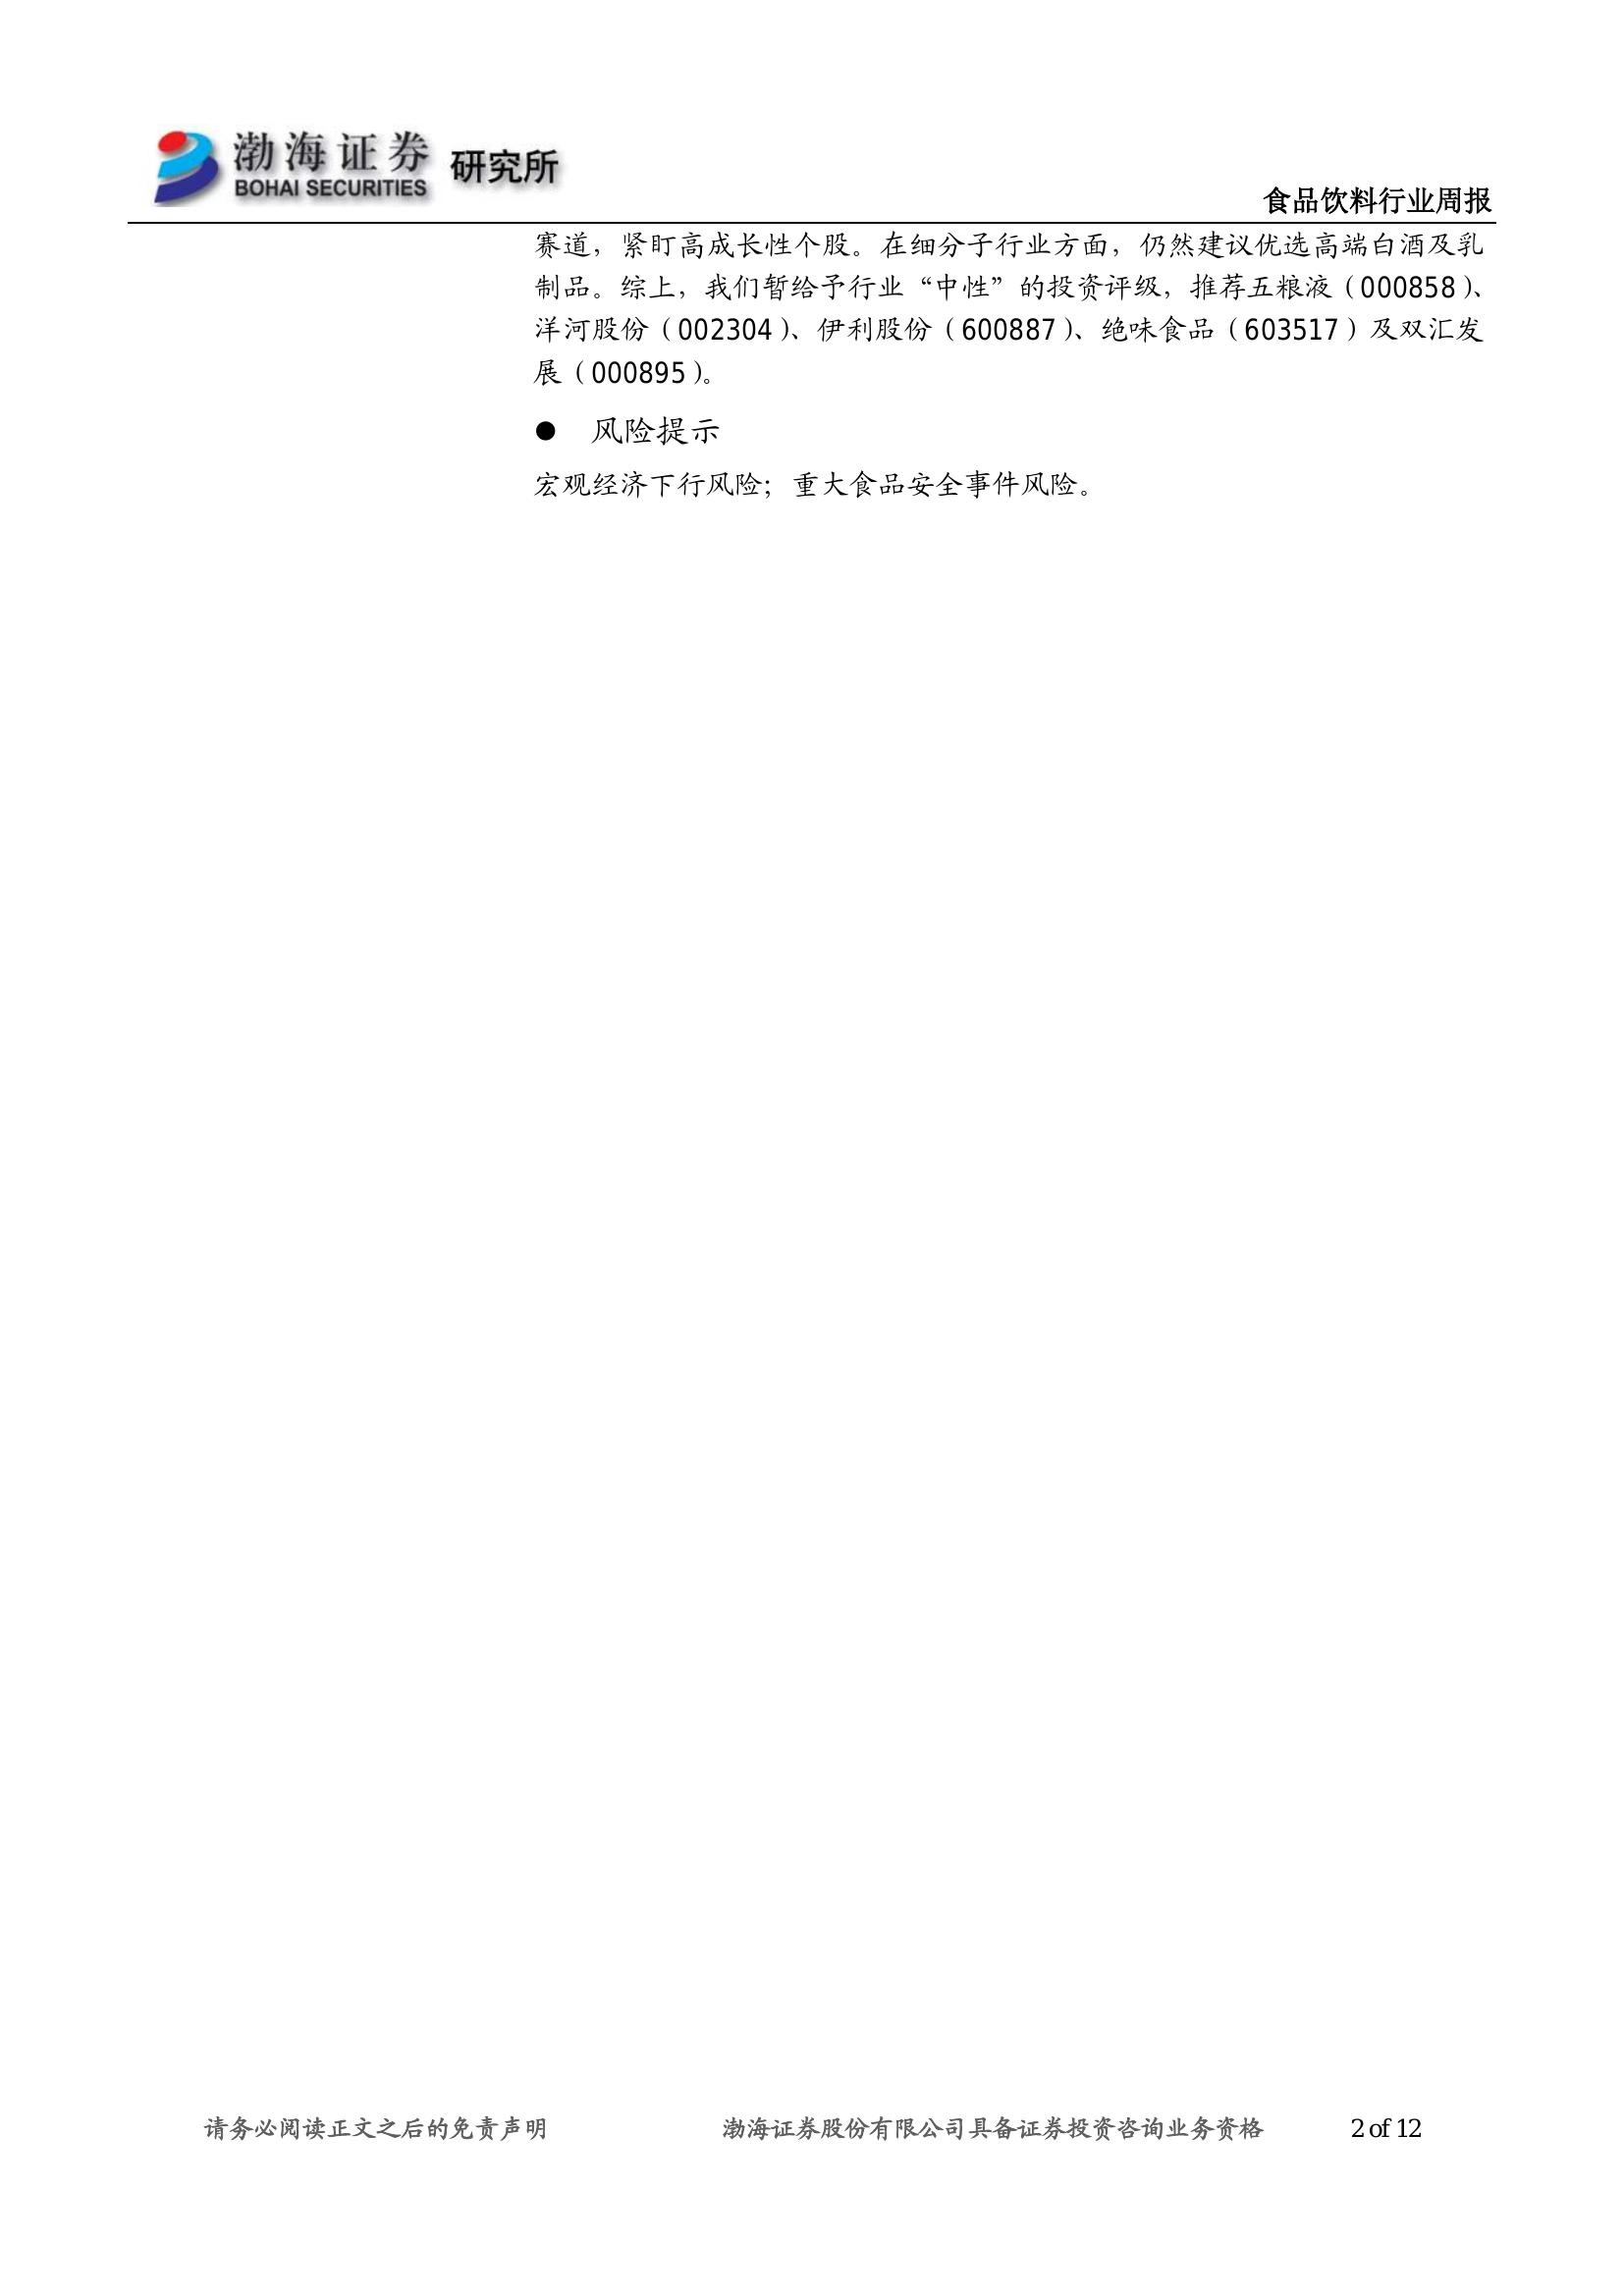 渤海证券 研究所
BOHAI SECURITIES
食品饮料行业周报
赛道，紧盯高成长性个股。在细分子行业方面，仍然建议优选高端白酒及乳
制品。综上，我们暂给予行业“中性”的投资评级，推荐五粮液（000858）、
洋河股份（002304）、伊利股份（600887）、绝味食品（603517）及双汇发
展（000895）。
● 风险提示
宏观经济下行风险；重大食品安全事件风险。
请务必阅读正文之后的免责声明 渤海证券股份有限公司具备证券投资咨询业务资格 2 of 12